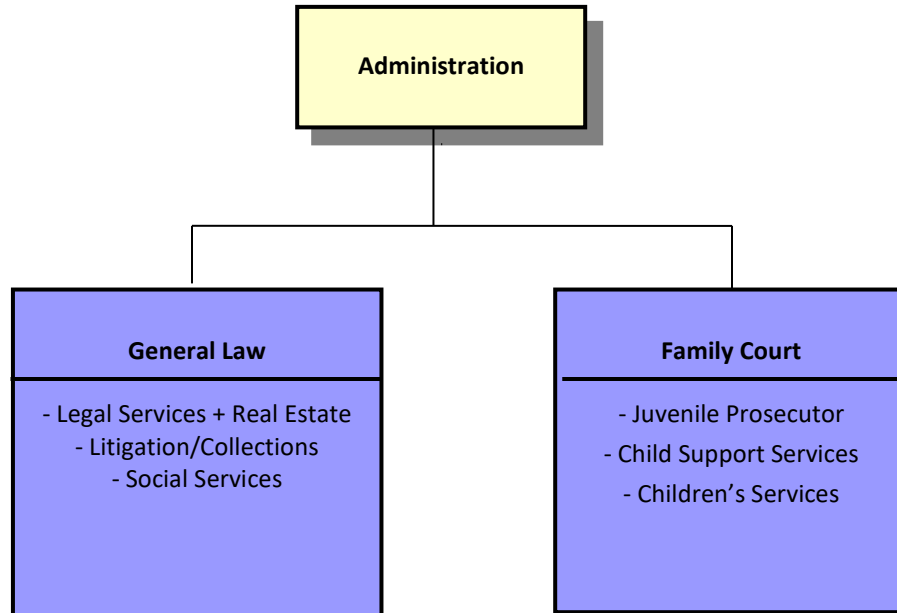 Administration
General Law
- Legal Services + Real Estate
- Litigation/Collections
- Social Services
Family Court
- Juvenile Prosecutor
- Child Support Services
- Children’s Services